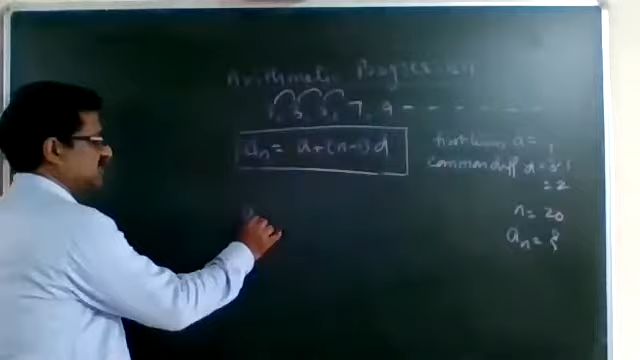 Arithmetic Progression
1, 3, 5, 7, 9 - - - - - -
an = a+(n-1)d
first term, a = 1
common diff d = 3-1
= 2
n = 20
an = ?